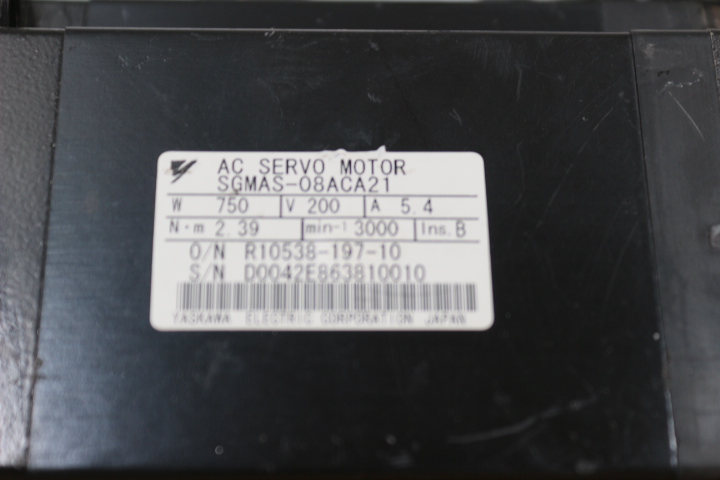 AC SERVO MOTOR
SGMAS-08ACA21
W 750 V 200 A 5.4
N·m 2.39 min-1 3000 Ins. B
O/N R10538-197-10
S/N D0042E863810010
YASKAWA ELECTRIC CORPORATION JAPAN